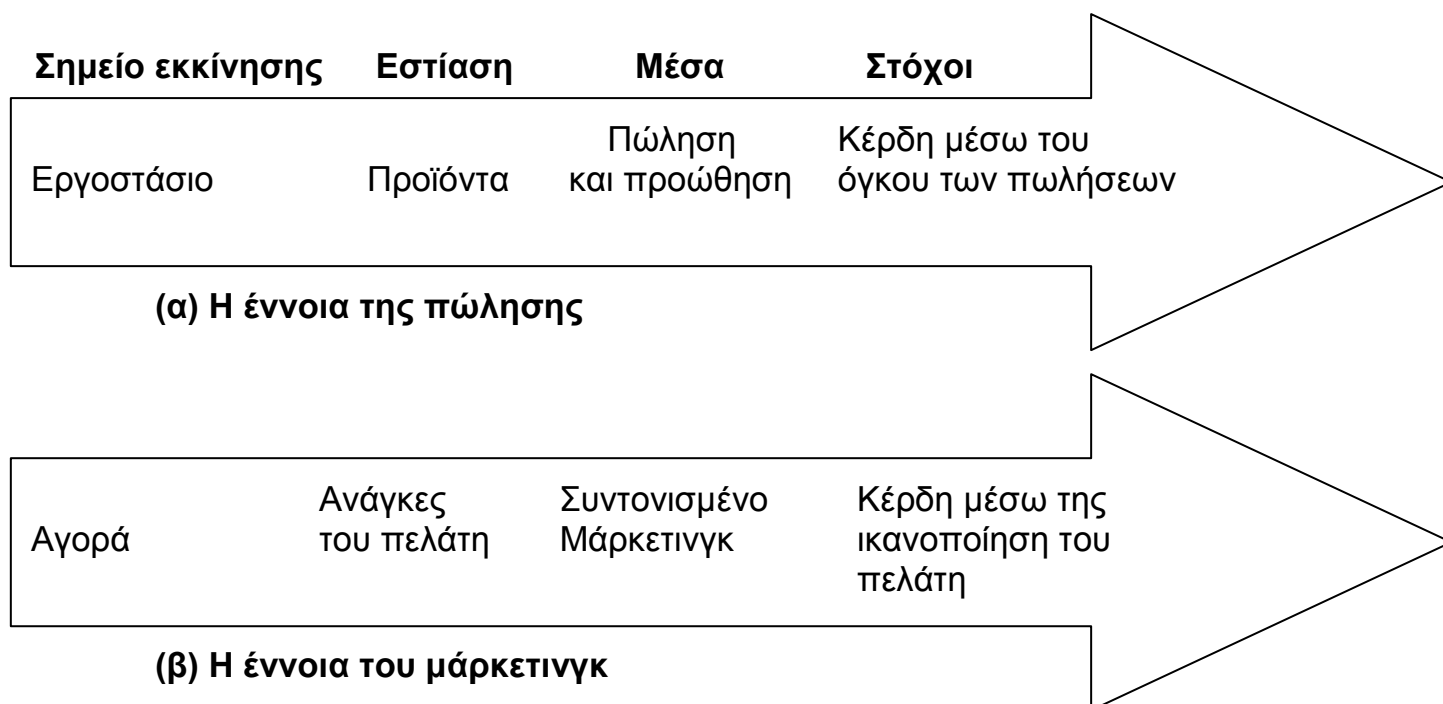 Σημείο εκκίνησης Εστίαση Μέσα Στόχοι
Πώληση Κέρδη μέσω του
Εργοστάσιο Προϊόντα και προώθηση όγκου των πωλήσεων
(α) Η έννοια της πώλησης
Ανάγκες Συντονισμένο Κέρδη μέσω της
Αγορά του πελάτη Μάρκετινγκ ικανοποίηση του
πελάτη
(β) Η έννοια του μάρκετινγκ